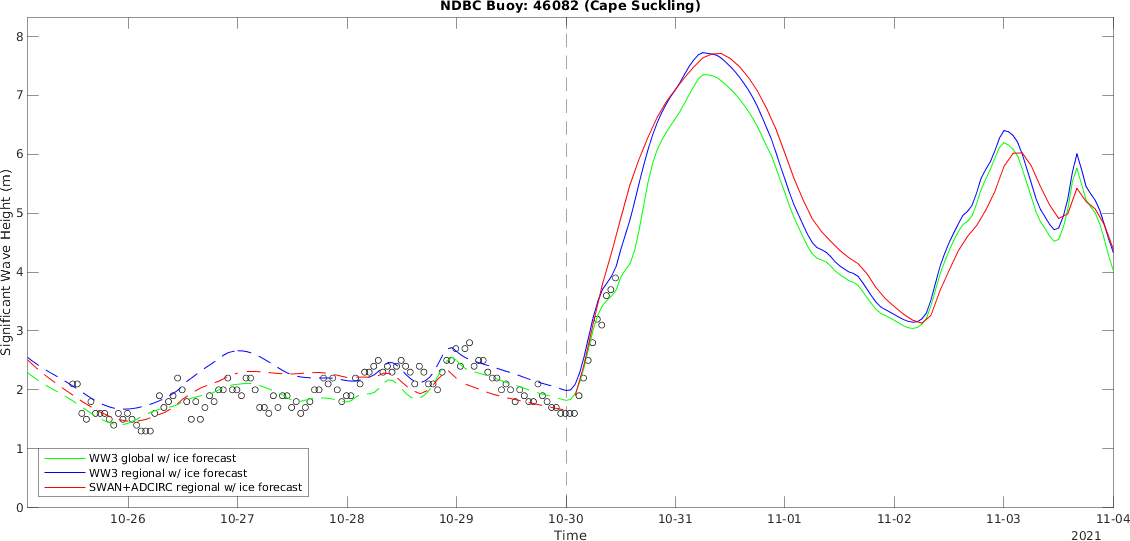 NDBC Buoy: 46082 (Cape Suckling)
Significant Wave Height (m)
8
7
6
5
4
3
2
1
0
WW3 global w/ ice forecast
WW3 regional w/ ice forecast
SWAN+ADCIRC regional w/ ice forecast
10-26 10-27 10-28 10-29 10-30 10-31 11-01 11-02 11-03 11-04
Time
2021